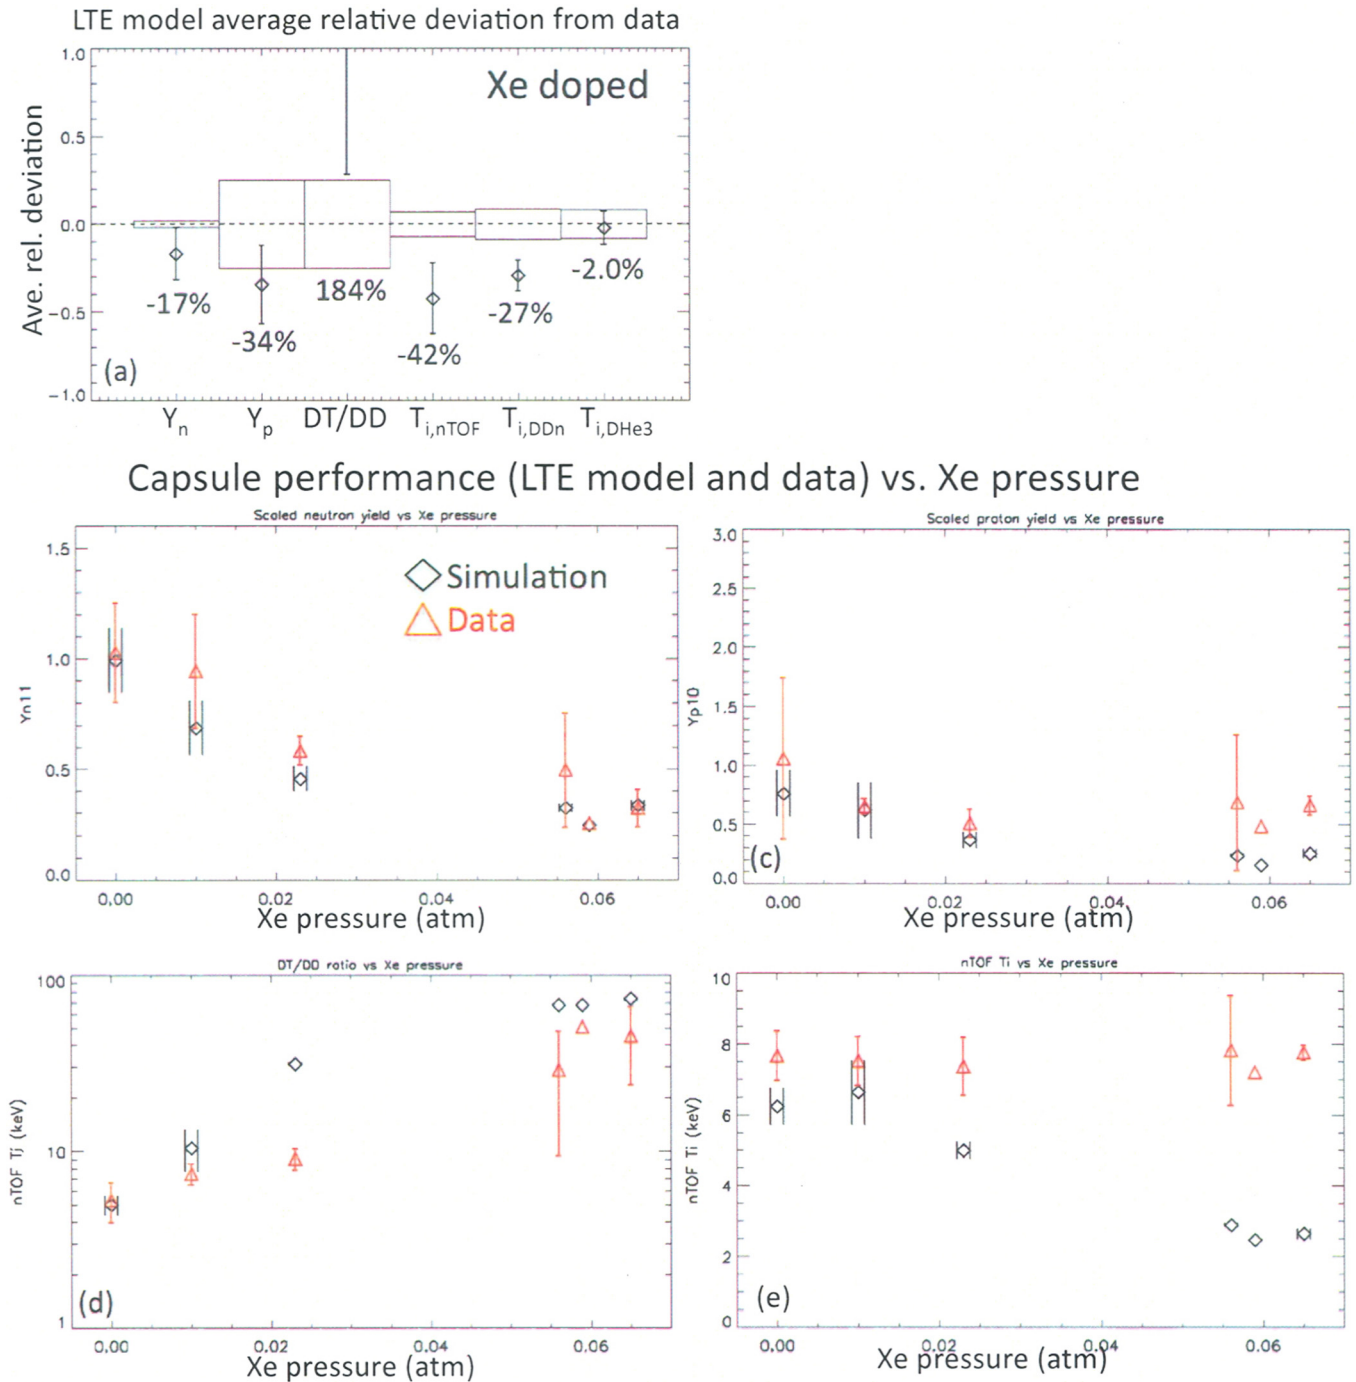 LTE model average relative deviation from data
1.0
0.5
0.0
−0.5
−1.0
Ave. rel. deviation
Xe doped
-17%
-34%
184%
-42%
-27%
-2.0%
(a)
Yn Yp DT/DD Ti,nTOF Ti,DDn Ti,DHe3
Capsule performance (LTE model and data) vs. Xe pressure
Scaled neutron yield vs Xe pressure
1.5
1.0
0.5
0.0
Yn11
Simulation
Data
0.00 0.02 0.04 0.06
Xe pressure (atm)
Scaled proton yield vs Xe pressure
3.0
2.5
2.0
1.5
1.0
0.5
0.0
Yp10
(c)
0.00 0.02 0.04 0.06
Xe pressure (atm)
DT/DD ratio vs Xe pressure
100
10
1
nTOF Ti (keV)
(d)
0.00 0.02 0.04 0.06
Xe pressure (atm)
nTOF Ti vs Xe pressure
10
8
6
4
2
0
nTOF Ti (keV)
(e)
0.00 0.02 0.04 0.06
Xe pressure (atm)